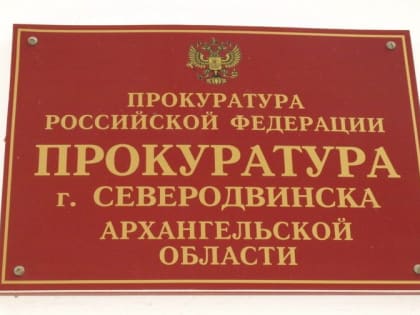 ПРОКУРАТУРА
РОССИЙСКОЙ ФЕДЕРАЦИИ
ПРОКУРАТУРА
г. СЕВЕРОДВИНСКА
АРХАНГЕЛЬСКОЙ
ОБЛАСТИ